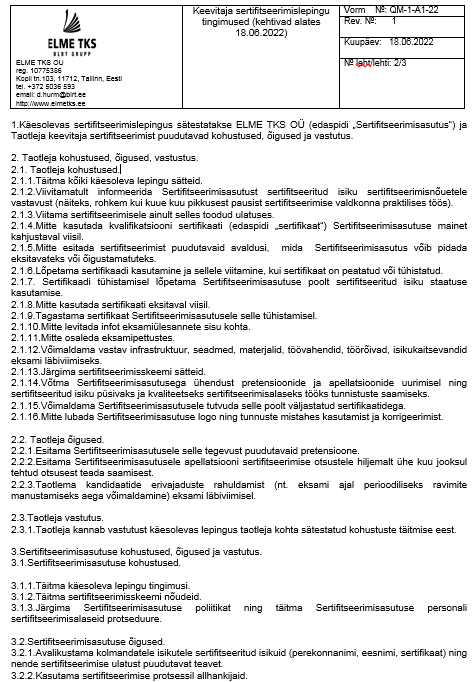 ELME TKS
BLRT GRUPP
ELME TKS OÜ
reg. 10775386
Kopli tn.103, 11712, Tallinn, Eesti
tel. +372 5036 593
email: d.hurm@blrt.ee
http://www.elmetks.ee
Keevitaja sertifitseerimislepingu
tingimused (kehtivad alates
18.06.2022)
Vorm №: QM-1-A1-22
Rev. №: 1
Kuupäev: 18.06.2022
№ leht/lehti: 2/3
1.Käesolevas sertifitseerimislepingus sätestatakse ELME TKS OÜ (edaspidi „Sertifitseerimisasutus") ja
Taotleja keevitaja sertifitseerimist puudutavad kohustused, õigused ja vastutus.
2. Taotleja kohustused, õigused, vastustus.
2.1. Taotleja kohustused.
2.1.1.Täitma kõiki käesoleva lepingu sätteid.
2.1.2.Viivitamatult informeerida Sertifitseerimisasutust sertifitseeritud isiku sertifitseerimisnõuetele
vastavust (näiteks, rohkem kui kuue kuu pikkusest pausist sertifitseerimise valdkonna praktilises töös).
2.1.3.Viitama sertifitseerimisele ainult selles toodud ulatuses.
2.1.4.Mitte kasutada kvalifikatsiooni sertifikaati (edaspidi „sertifikaat") Sertifitseerimisasutuse mainet
kahjustaval viisil.
2.1.5.Mitte esitada sertifitseerimist puudutavaid avaldusi, mida Sertifitseerimisasutus võib pidada
eksitavateks või õigustamatuteks.
2.1.6.Lõpetama sertifikaadi kasutamine ja sellele viitamine, kui sertifikaat on peatatud või tühistatud.
2.1.7. Sertifikaadi tühistamisel lõpetama Sertifitseerimisasutuse poolt sertifitseeritud isiku staatuse
kasutamise.
2.1.8.Mitte kasutada sertifikaati eksitaval viisil.
2.1.9.Tagastama sertifikaat Sertifitseerimisasutusele selle tühistamisel.
2.1.10.Mitte levitada infot eksamiülesannete sisu kohta.
2.1.11.Mitte osaleda eksamipettustes.
2.1.12.Võimaldama vastav infrastruktuur, seadmed, materjalid, töövahendid, töörõivad, isikukaitsevandid
eksami läbiviimiseks.
2.1.13.Järgima sertifitseerimisskeemi sätteid.
2.1.14.Võtma Sertifitseerimisasutusega ühendust pretensioonide ja apellatsioonide uurimisel ning
sertifitseeritud isiku püsivaks ja kvaliteetseks sertifitseerimisalaseks tööks tunnistuste saamiseks.
2.1.15.Võimaldama Sertifitseerimisasutusele tutvuda selle poolt väljastatud sertifikaatidega.
2.1.16.Mitte lubada Sertifitseerimisasutuse logo ning tunnuste mistahes kasutamist ja korrigeerimist.
2.2. Taotleja õigused.
2.2.1.Esitama Sertifitseerimisasutusele selle tegevust puudutavaid pretensioone.
2.2.2.Esitama Sertifitseerimisasutusele apellatsiooni sertifitseerimise otsustele hiljemalt ühe kuu jooksul
tehtud otsusest teada saamisest.
2.2.3.Taotlema kandidaatide erivajaduste rahuldamist (nt. eksami ajal perioodiliseks ravimite
manustamiseks aega võimaldamine) eksami läbiviimisel.
2.3.Taotleja vastutus.
2.3.1.Taotleja kannab vastutust käesolevas lepingus taotleja kohta sätestatud kohustuste täitmise eest.
3.Sertifitseerimisasutuse kohustused, õigused ja vastutus.
3.1.Sertifitseerimisasutuse kohustused.
3.1.1.Täitma käesoleva lepingu tingimusi.
3.1.2.Täitma sertifitseerimisskeemi nõudeid.
3.1.3.Järgima Sertifitseerimisasutuse poliitikat ning täitma Sertifitseerimisasutuse personali
sertifitseerimisalaseid protseduure.
3.2.Sertifitseerimisasutuse õigused.
3.2.1.Avalikustama kolmandatele isikutele sertifitseeritud isikuid (perekonnanimi, eesnimi, sertifikaat) ning
nende sertifitseerimise ulatust puudutavat teavet.
3.2.2.Kasutama sertifitseerimise protsessil allhankijaid.